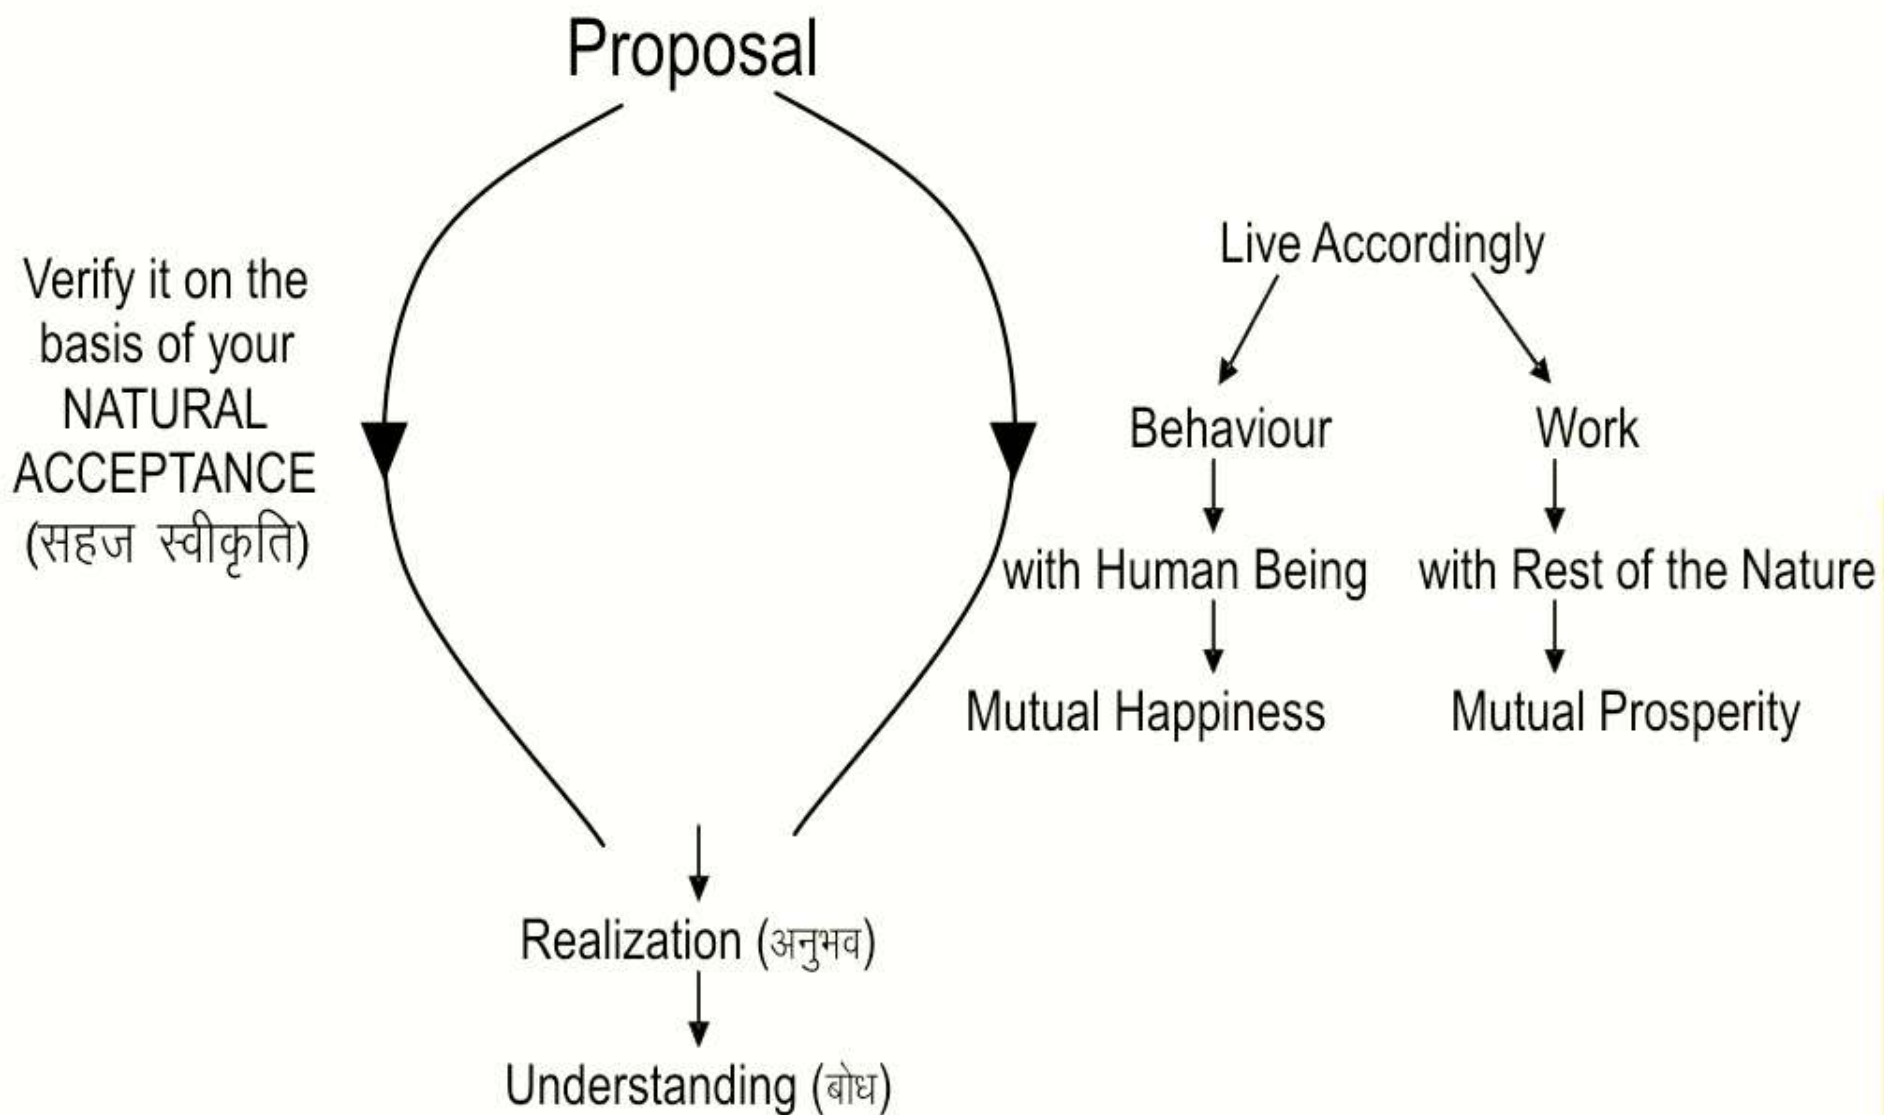 Proposal
Verify it on the
basis of your
NATURAL
ACCEPTANCE
(सहज स्वीकृति)
Live Accordingly
Behaviour
Work
with Human Being
with Rest of the Nature
Mutual Happiness
Mutual Prosperity
Realization (अनुभव)
Understanding (बोध)